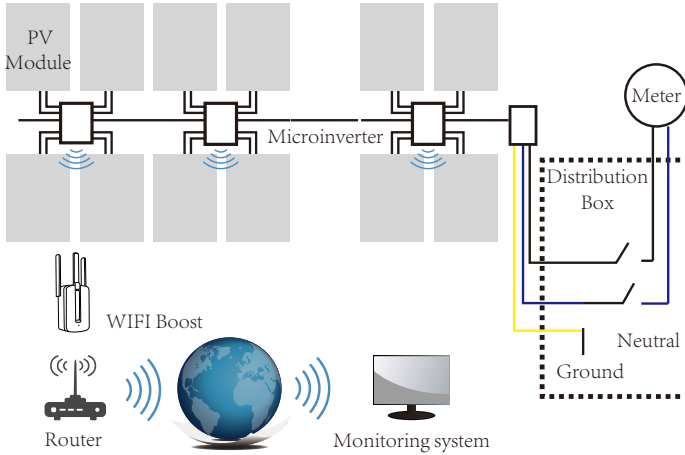 PV
Module
Microinverter
Meter
Distribution
Box
WIFI Boost
Neutral
Ground
Router
Monitoring system